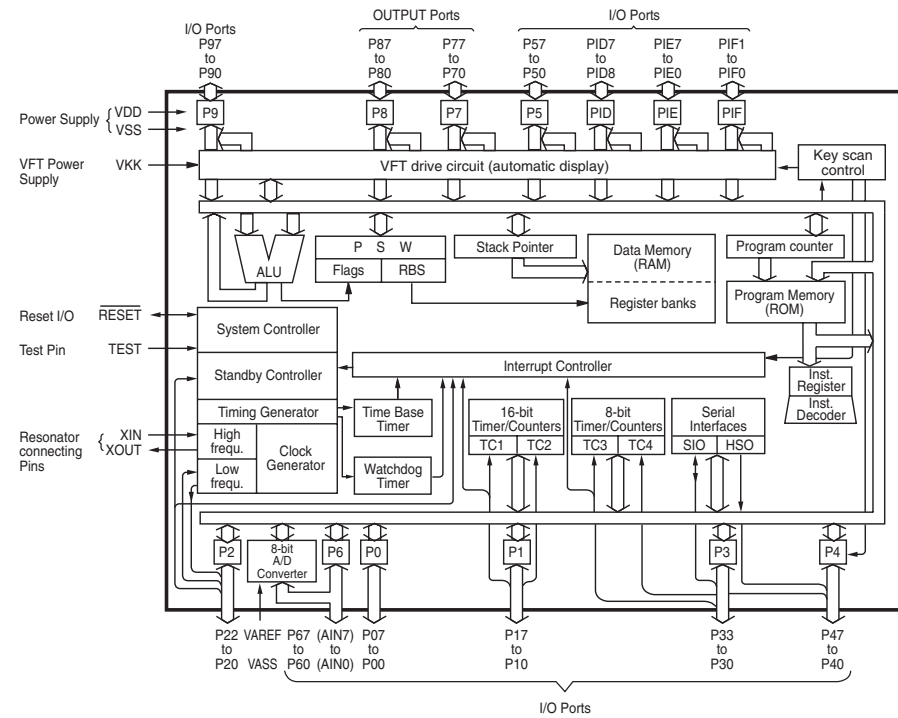 OUTPUT Ports
I/O Ports
I/O Ports
P97
to
P90
P87
to
P80
P77
to
P70
P57
to
P50
PID7
to
PID8
PIE7
to
PIE0
PIF1
to
PIF0
Power Supply { VDD
VSS
P9
P8
P7
P5
PID
PIE
PIF
VFT Power
Supply
VKK
VFT drive circuit (automatic display)
Key scan
control
ALU
P S W
Flags
RBS
Stack Pointer
Data Memory
(RAM)
Register banks
Program counter
Program Memory
(ROM)
Reset I/O
RESET
Test Pin
TEST
System Controller
Standby Controller
Interrupt Controller
Inst.
Register
Inst.
Decoder
Timing Generator
Time Base
Timer
16-bit
Timer/Counters
TC1
TC2
8-bit
Timer/Counters
TC3
TC4
Serial
Interfaces
SIO
HSO
Resonator
connecting
Pins
{ XIN
XOUT
High
frequ.
Low
frequ.
Clock
Generator
Watchdog
Timer
P2
8-bit
A/D
Converter
P6
P0
P1
P3
P4
P22
to
P20
VAREF
VASS
P67
to
P60
(AIN7)
to
(AIN0)
P07
to
P00
P17
to
P10
P33
to
P30
P47
to
P40
I/O Ports